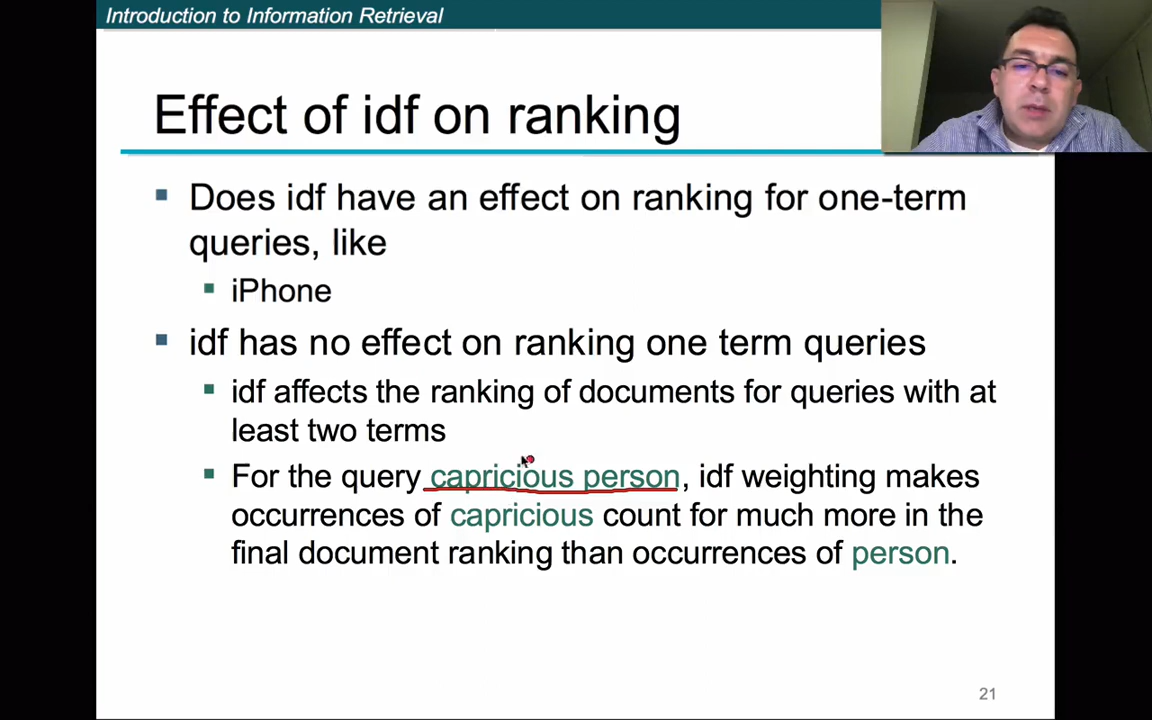 Introduction to Information Retrieval
Effect of idf on ranking
▪ Does idf have an effect on ranking for one-term
queries, like
▪ iPhone
▪ idf has no effect on ranking one term queries
▪ idf affects the ranking of documents for queries with at
least two terms
▪ For the query capricious person, idf weighting makes
occurrences of capricious count for much more in the
final document ranking than occurrences of person.
21